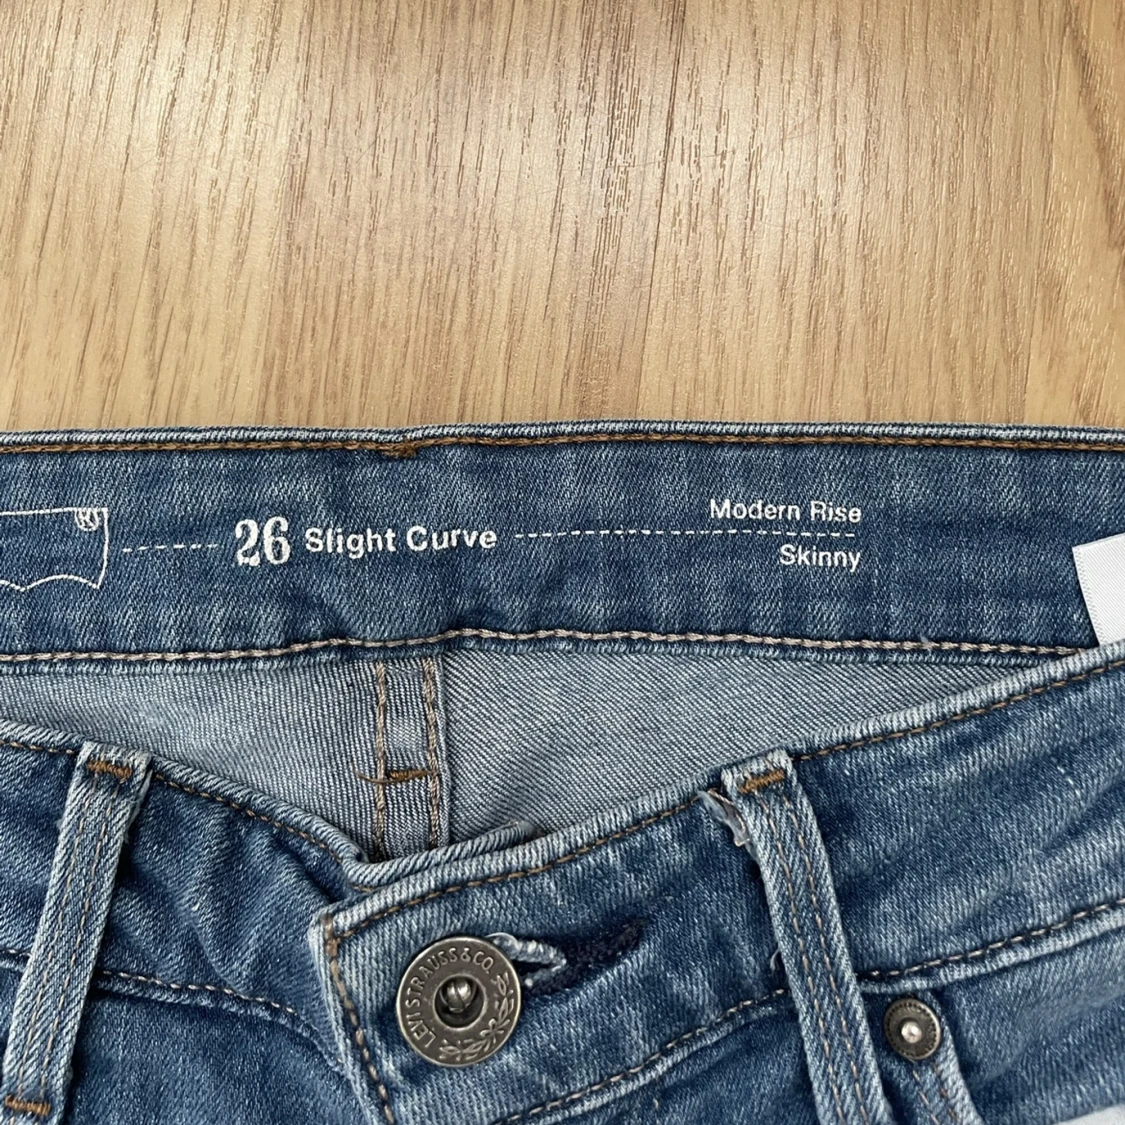 ®
26 Slight Curve
Modern Rise
Skinny
LEVI STRAUSS & CO.